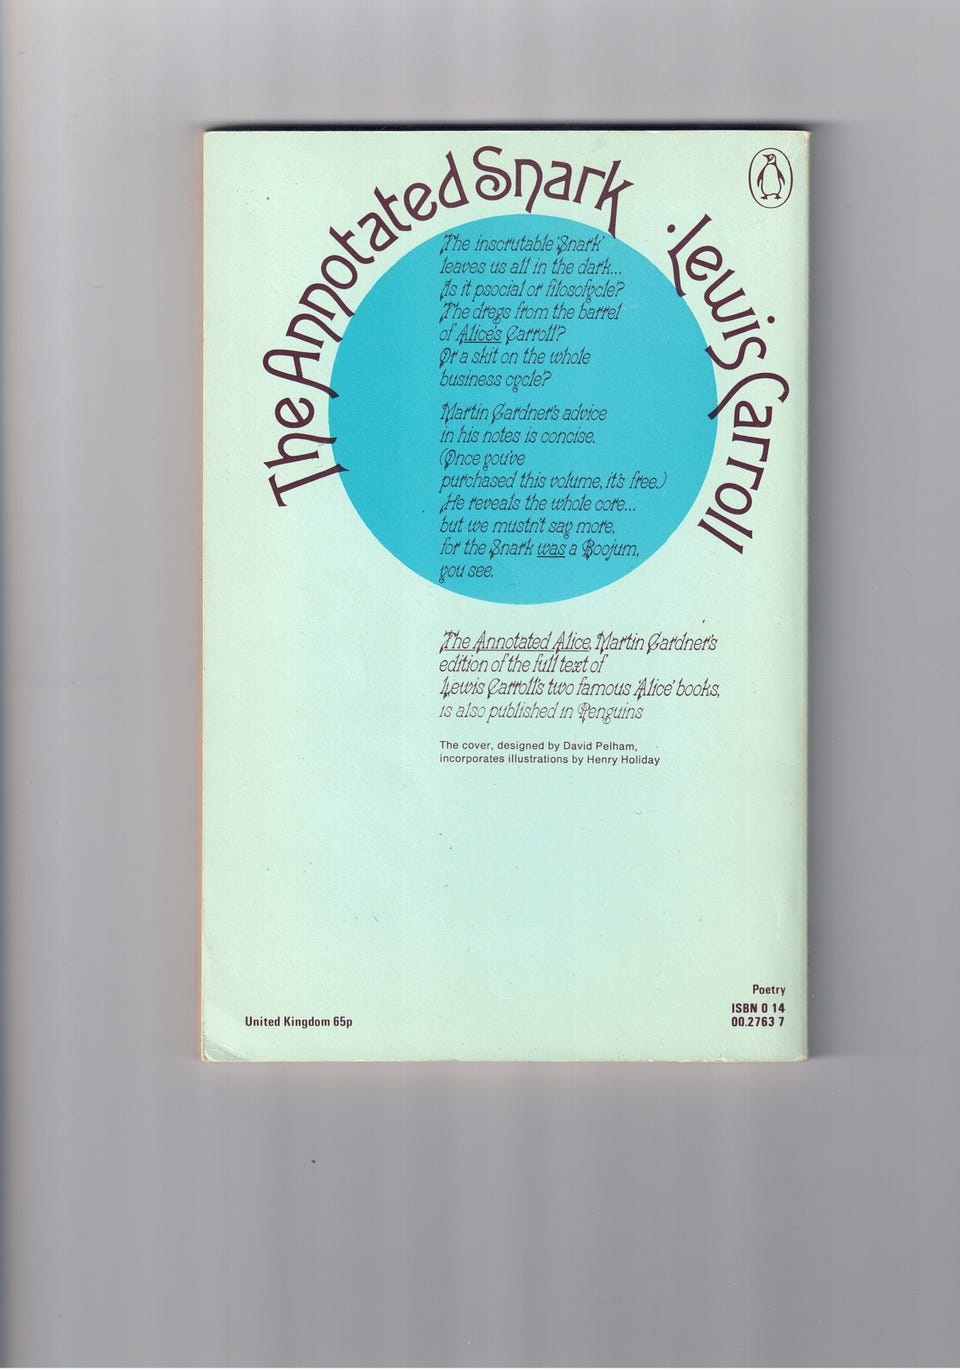 The Annotated Snark · Lewis Carroll
The inscrutable 'Snark'
leaves us all in the dark...
Is it psocial or filosofycle?
The dregs from the barrel
of Alice's Carroll?
Or a skit on the whole
business cycle?
Martin Gardner's advice
in his notes is concise.
(Once you've
purchased this volume, it's free.)
He reveals the whole core...
but we mustn't say more,
for the Snark was a Boojum,
you see.
The Annotated Alice, Martin Gardner's
edition of the full text of
Lewis Carroll's two famous 'Alice' books,
is also published in Penguins
The cover, designed by David Pelham,
incorporates illustrations by Henry Holiday
Poetry
ISBN 0 14
00.2763 7
United Kingdom 65p